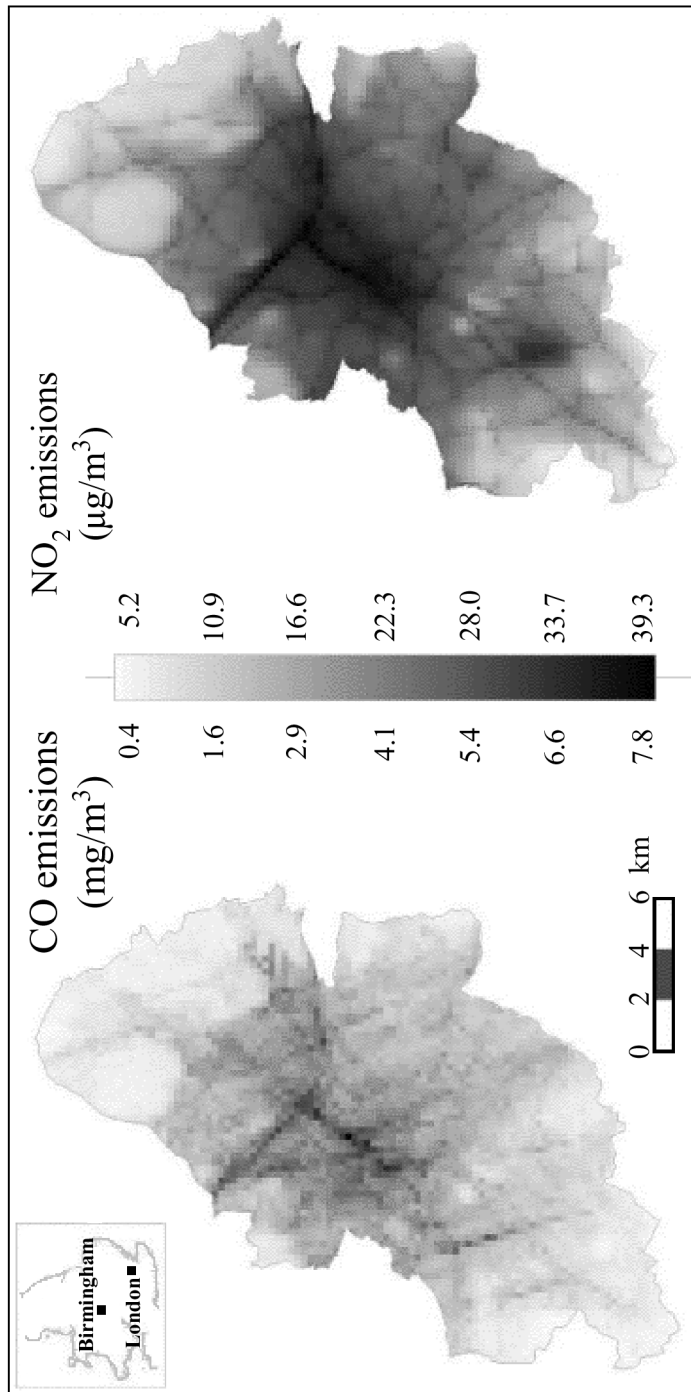 Birmingham
London
CO emissions
(mg/m³)
NO₂ emissions
(μg/m³)
0.4 5.2
1.6 10.9
2.9 16.6
4.1 22.3
5.4 28.0
6.6 33.7
7.8 39.3
0 2 4 6 km